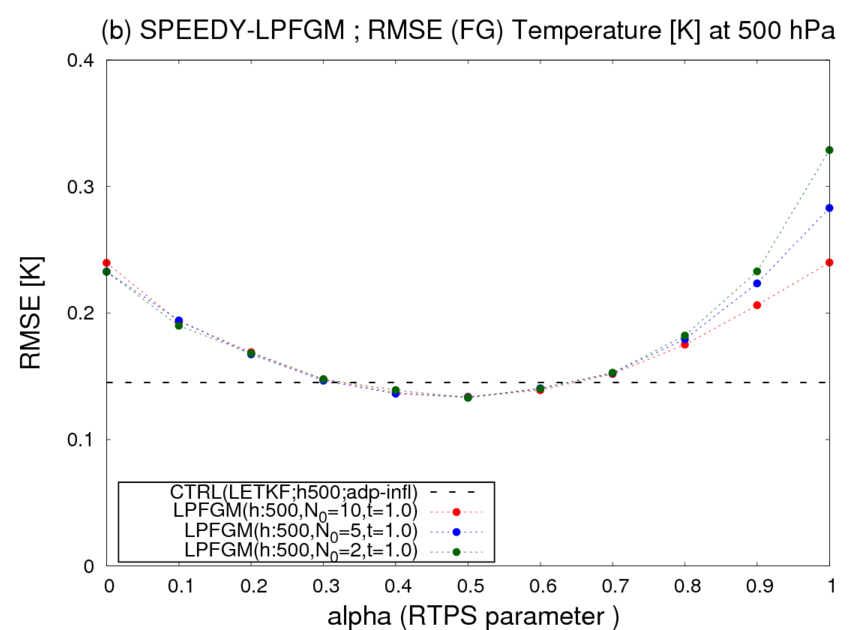 (b) SPEEDY-LPFGM ; RMSE (FG) Temperature [K] at 500 hPa
0.4
0.3
0.2
0.1
0
RMSE [K]
CTRL(LETKF;h500;adp-infl)
LPFGM(h:500,N₀=10,t=1.0)
LPFGM(h:500,N₀=5,t=1.0)
LPFGM(h:500,N₀=2,t=1.0)
0 0.1 0.2 0.3 0.4 0.5 0.6 0.7 0.8 0.9 1
alpha (RTPS parameter )